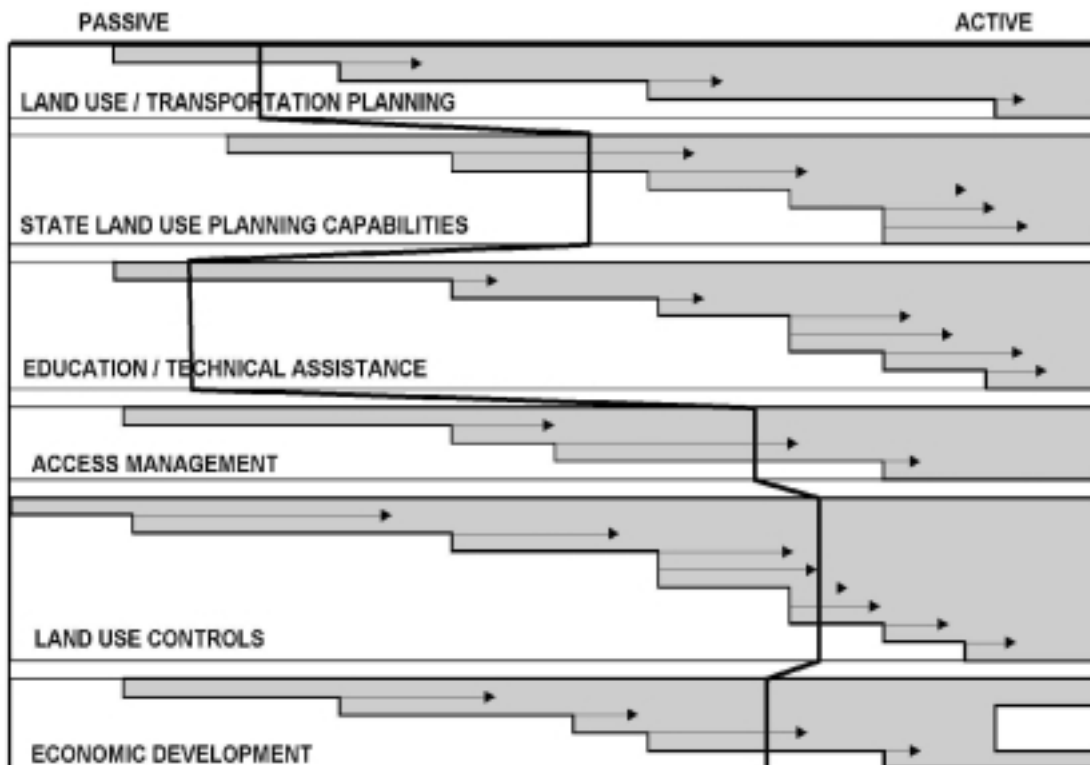 PASSIVE ACTIVE
LAND USE / TRANSPORTATION PLANNING
STATE LAND USE PLANNING CAPABILITIES
EDUCATION / TECHNICAL ASSISTANCE
ACCESS MANAGEMENT
LAND USE CONTROLS
ECONOMIC DEVELOPMENT